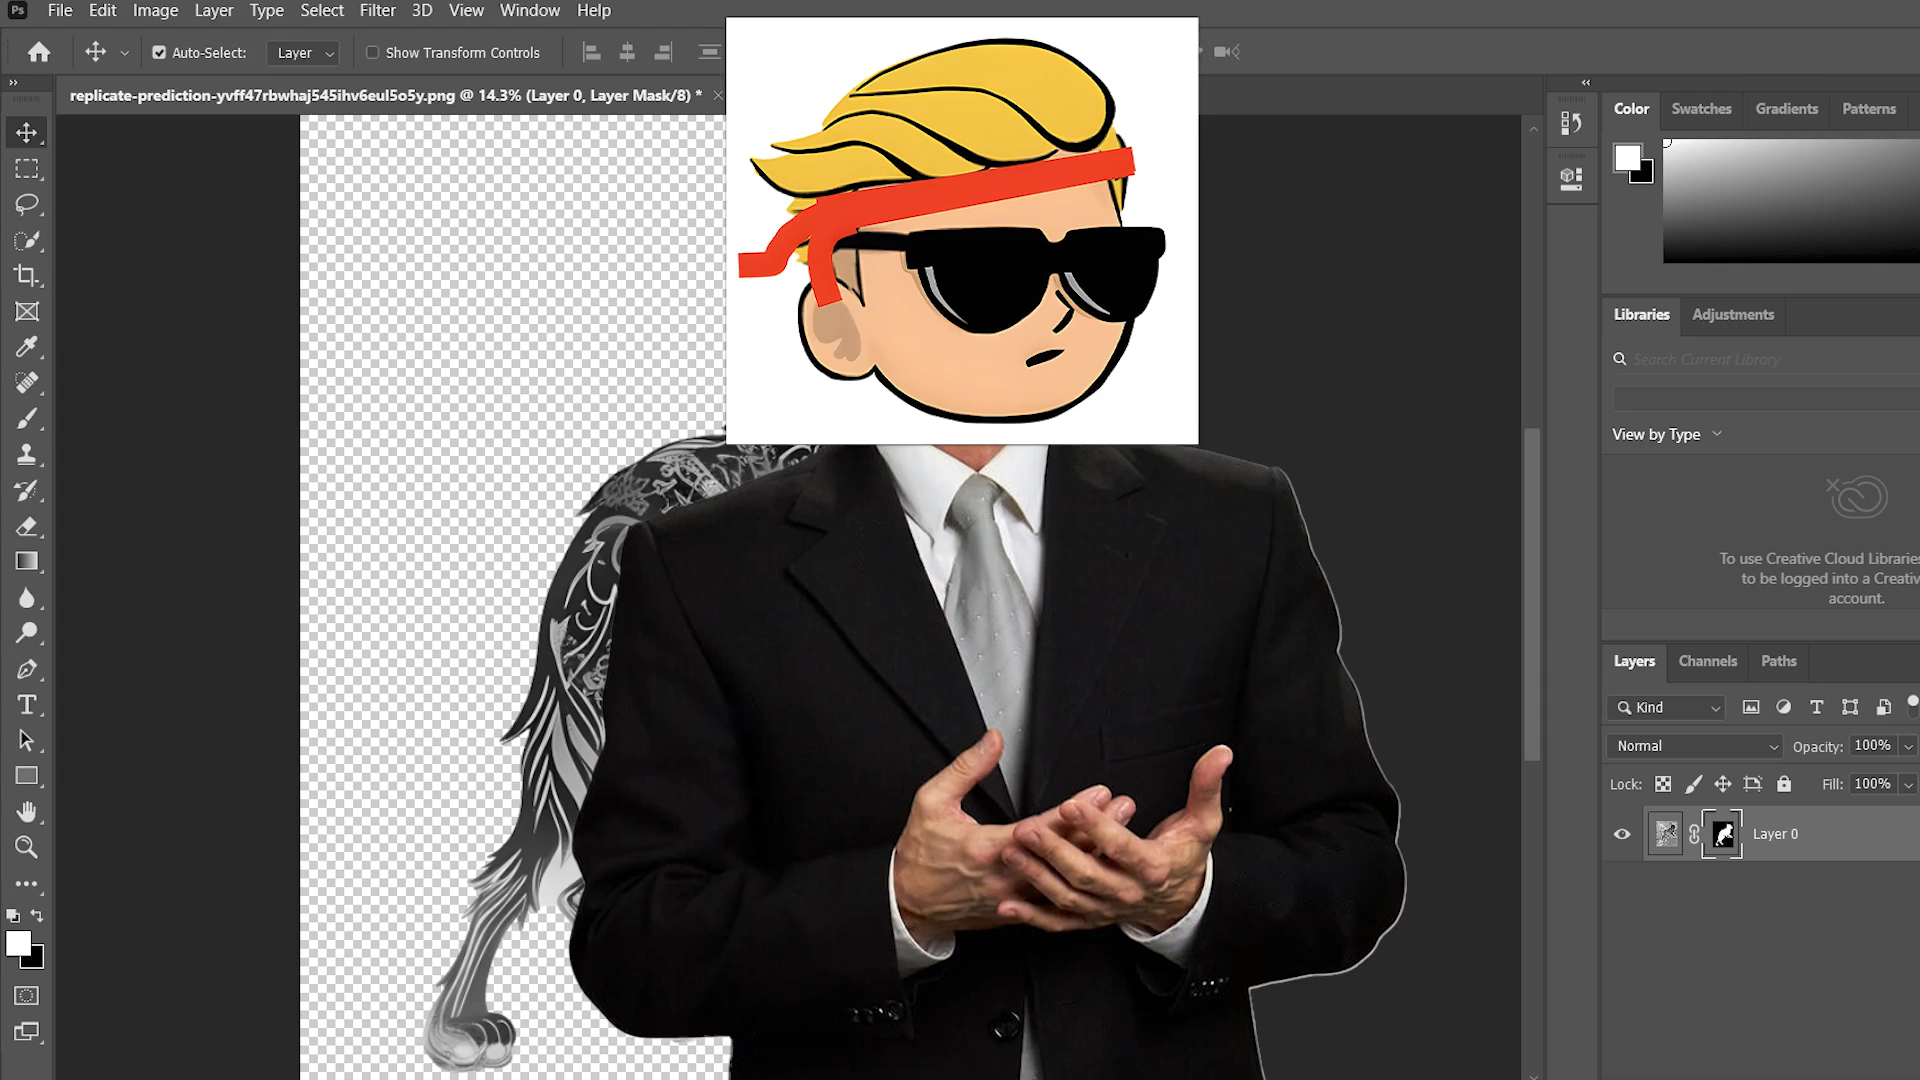 Ps File Edit Image Layer Type Select Filter 3D View Window Help
Auto-Select: Layer Show Transform Controls
replicate-prediction-yvff47rbwhaj545ihv6eul5o5y.png @ 14.3% (Layer 0, Layer Mask/8) *
Color Swatches Gradients Patterns
Libraries Adjustments
Search Current Library
View by Type
To use Creative Cloud Libraries
to be logged into a Creativ
account.
Layers Channels Paths
Kind
Normal Opacity: 100%
Lock: Fill: 100%
Layer 0